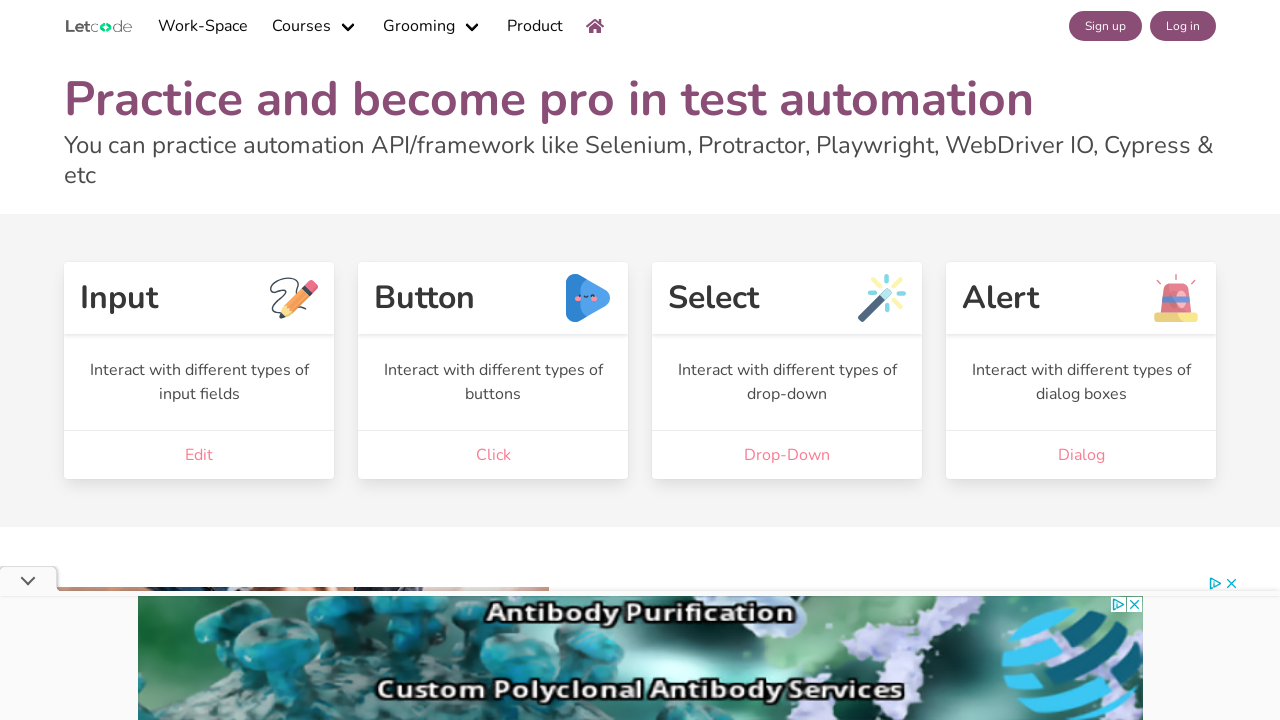 Letcode
Work-Space
Courses
Grooming
Product
Sign up
Log in
Practice and become pro in test automation
You can practice automation API/framework like Selenium, Protractor, Playwright, WebDriver IO, Cypress &
etc
Input
Interact with different types of
input fields
Edit
Button
Interact with different types of
buttons
Click
Select
Interact with different types of
drop-down
Drop-Down
Alert
Interact with different types of
dialog boxes
Dialog
Antibody Purification
Custom Polyclonal Antibody Services